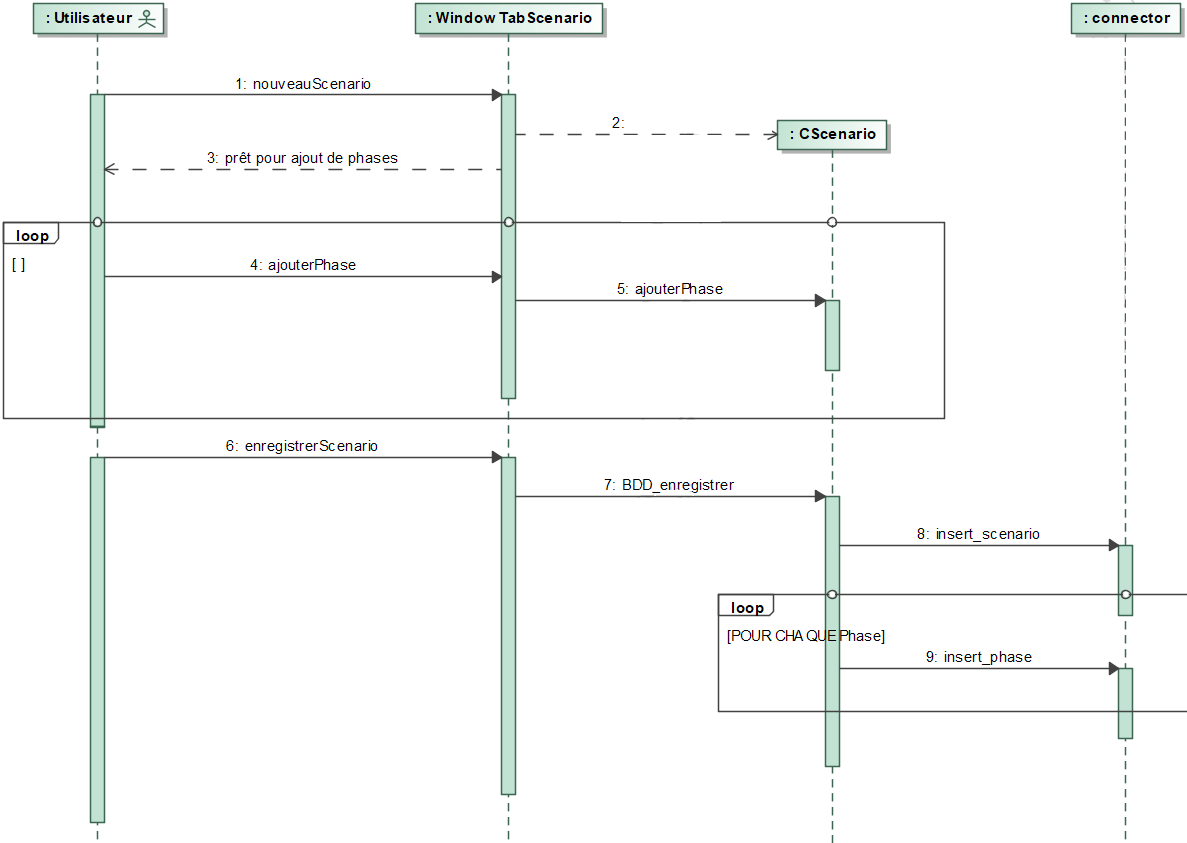 : Utilisateur
: Window TabScenario
: connector
1: nouveauScenario
2:
: CScenario
3: prêt pour ajout de phases
loop
[ ]
4: ajouterPhase
5: ajouterPhase
6: enregistrerScenario
7: BDD_enregistrer
8: insert_scenario
loop
[POUR CHAQUE Phase]
9: insert_phase